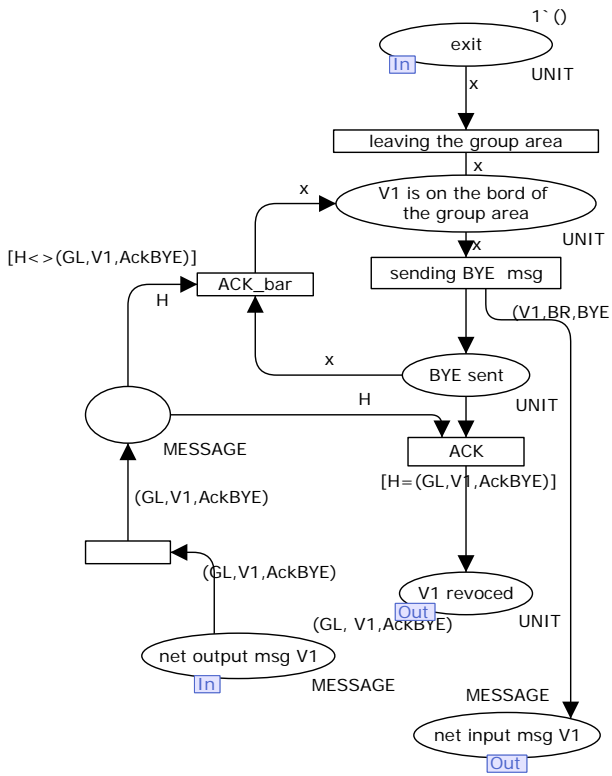 1`()
exit
In
UNIT
x
leaving the group area
x
V1 is on the bord of
the group area
x
UNIT
[H<>(GL,V1,AckBYE)]
x
sending BYE  msg
ACK_bar
H
(V1,BR,BYE
x
BYE sent
H
UNIT
MESSAGE
ACK
[H=(GL,V1,AckBYE)]
(GL,V1,AckBYE)
(GL,V1,AckBYE)
V1 revoced
Out
(GL, V1,AckBYE)
UNIT
net output msg V1
In
MESSAGE
MESSAGE
net input msg V1
Out